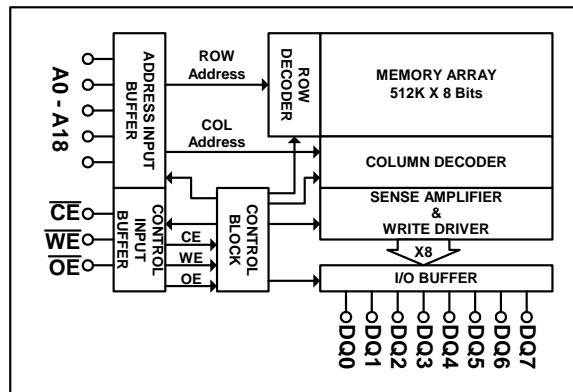 A0 - A18
ADDRESS INPUT
BUFFER
ROW
Address
COL
Address
ROW
DECODER
MEMORY ARRAY
512K X 8 Bits
COLUMN DECODER
SENSE AMPLIFIER
&
WRITE DRIVER
X8
I/O BUFFER
CE
WE
OE
CONTROL
INPUT
BUFFER
CE
WE
OE
CONTROL
BLOCK
DQ0
DQ1
DQ2
DQ3
DQ4
DQ5
DQ6
DQ7